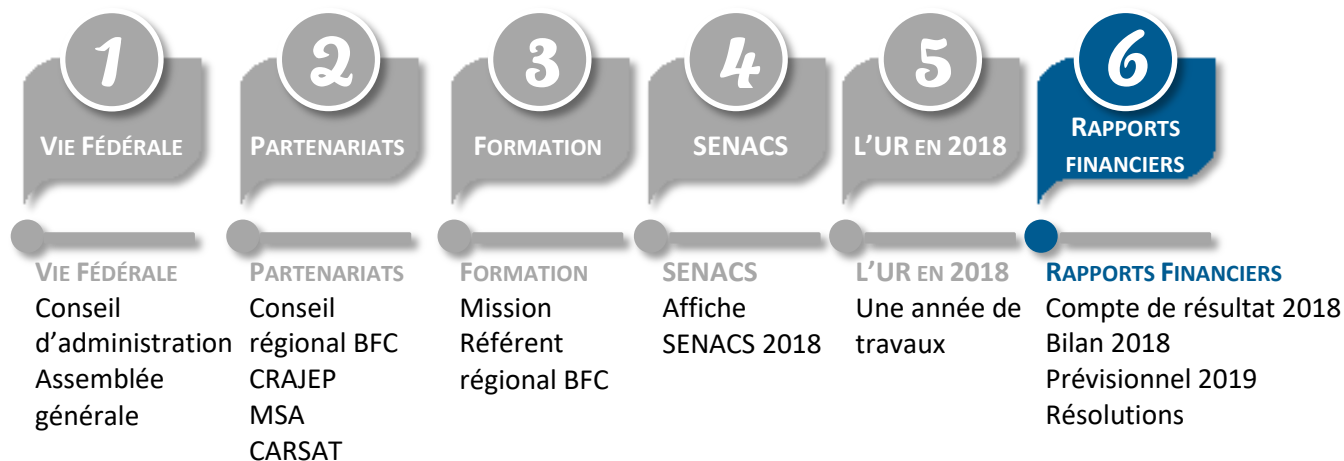 1
VIE FÉDÉRALE
2
PARTENARIATS
3
FORMATION
4
SENACS
5
L'UR EN 2018
6
RAPPORTS
FINANCIERS
VIE FÉDÉRALE
Conseil
d'administration
Assemblée
générale
PARTENARIATS
Conseil
régional BFC
CRAJEP
MSA
CARSAT
FORMATION
Mission
Référent
régional BFC
SENACS
Affiche
SENACS 2018
L'UR EN 2018
Une année de
travaux
RAPPORTS FINANCIERS
Compte de résultat 2018
Bilan 2018
Prévisionnel 2019
Résolutions